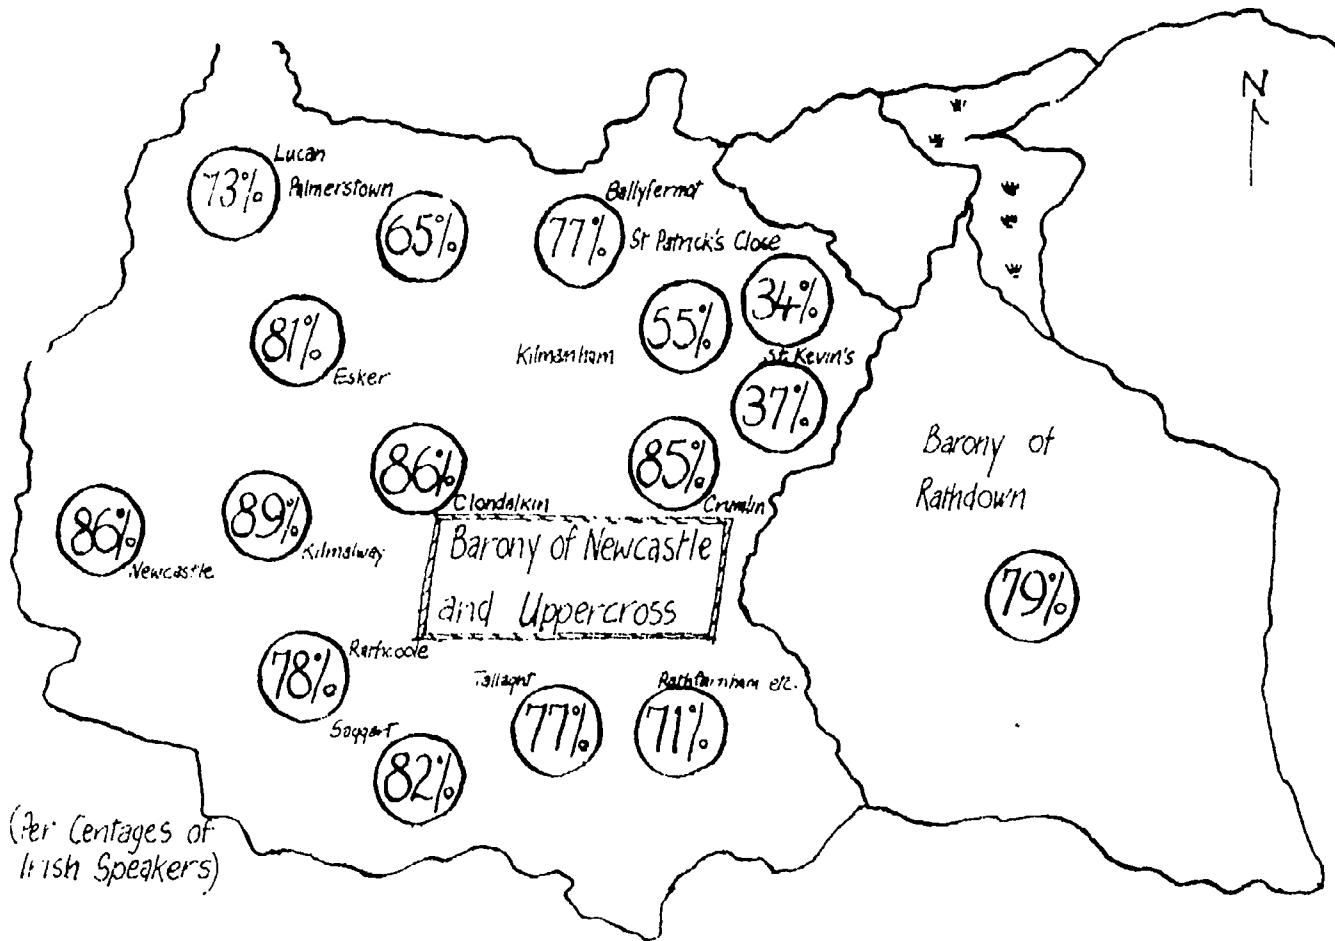 N
Lucan
73%
Palmerstown
65%
Ballyfermot
77%
St Patrick's Close
34%
55%
Kilmanham
St. Kevin's
37%
81%
Esker
86%
Clondalkin
85%
Crumlin
Barony of
Rathdown
79%
86%
Newcastle
89%
Kilmalway
Barony of Newcastle
and Uppercross
78%
Rathcoole
Saggart
82%
Tallaght
77%
Rathfarnham etc.
71%
(Per Centages of
Irish Speakers)